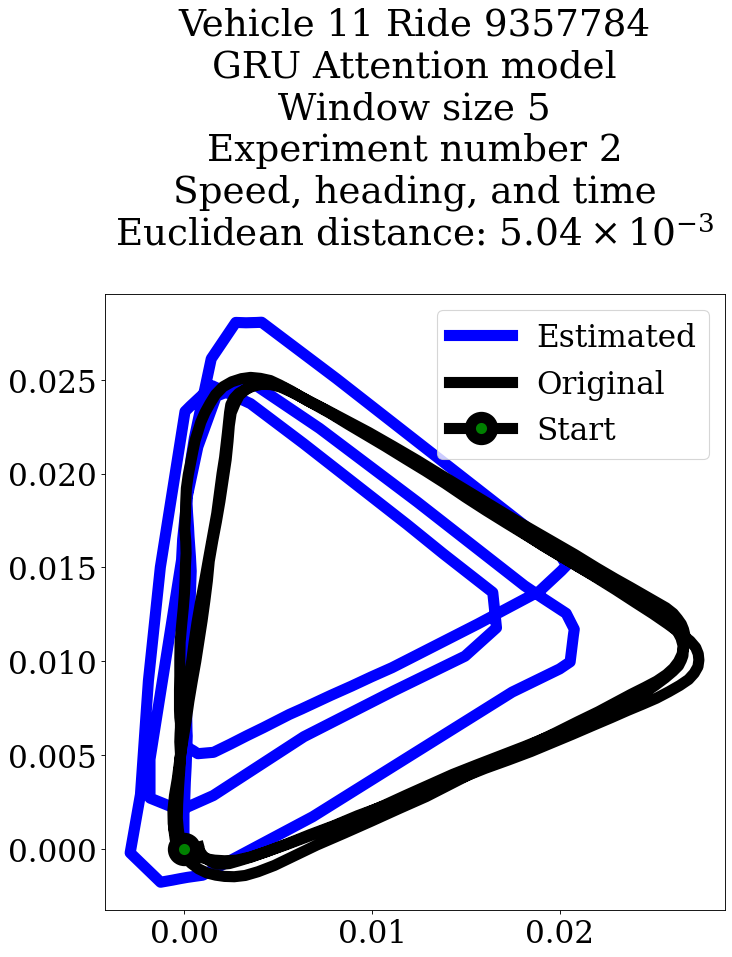 Vehicle 11 Ride 9357784
GRU Attention model
Window size 5
Experiment number 2
Speed, heading, and time
Euclidean distance: 5.04 × 10⁻³
Estimated
Original
Start
0.025
0.020
0.015
0.010
0.005
0.000
0.00 0.01 0.02